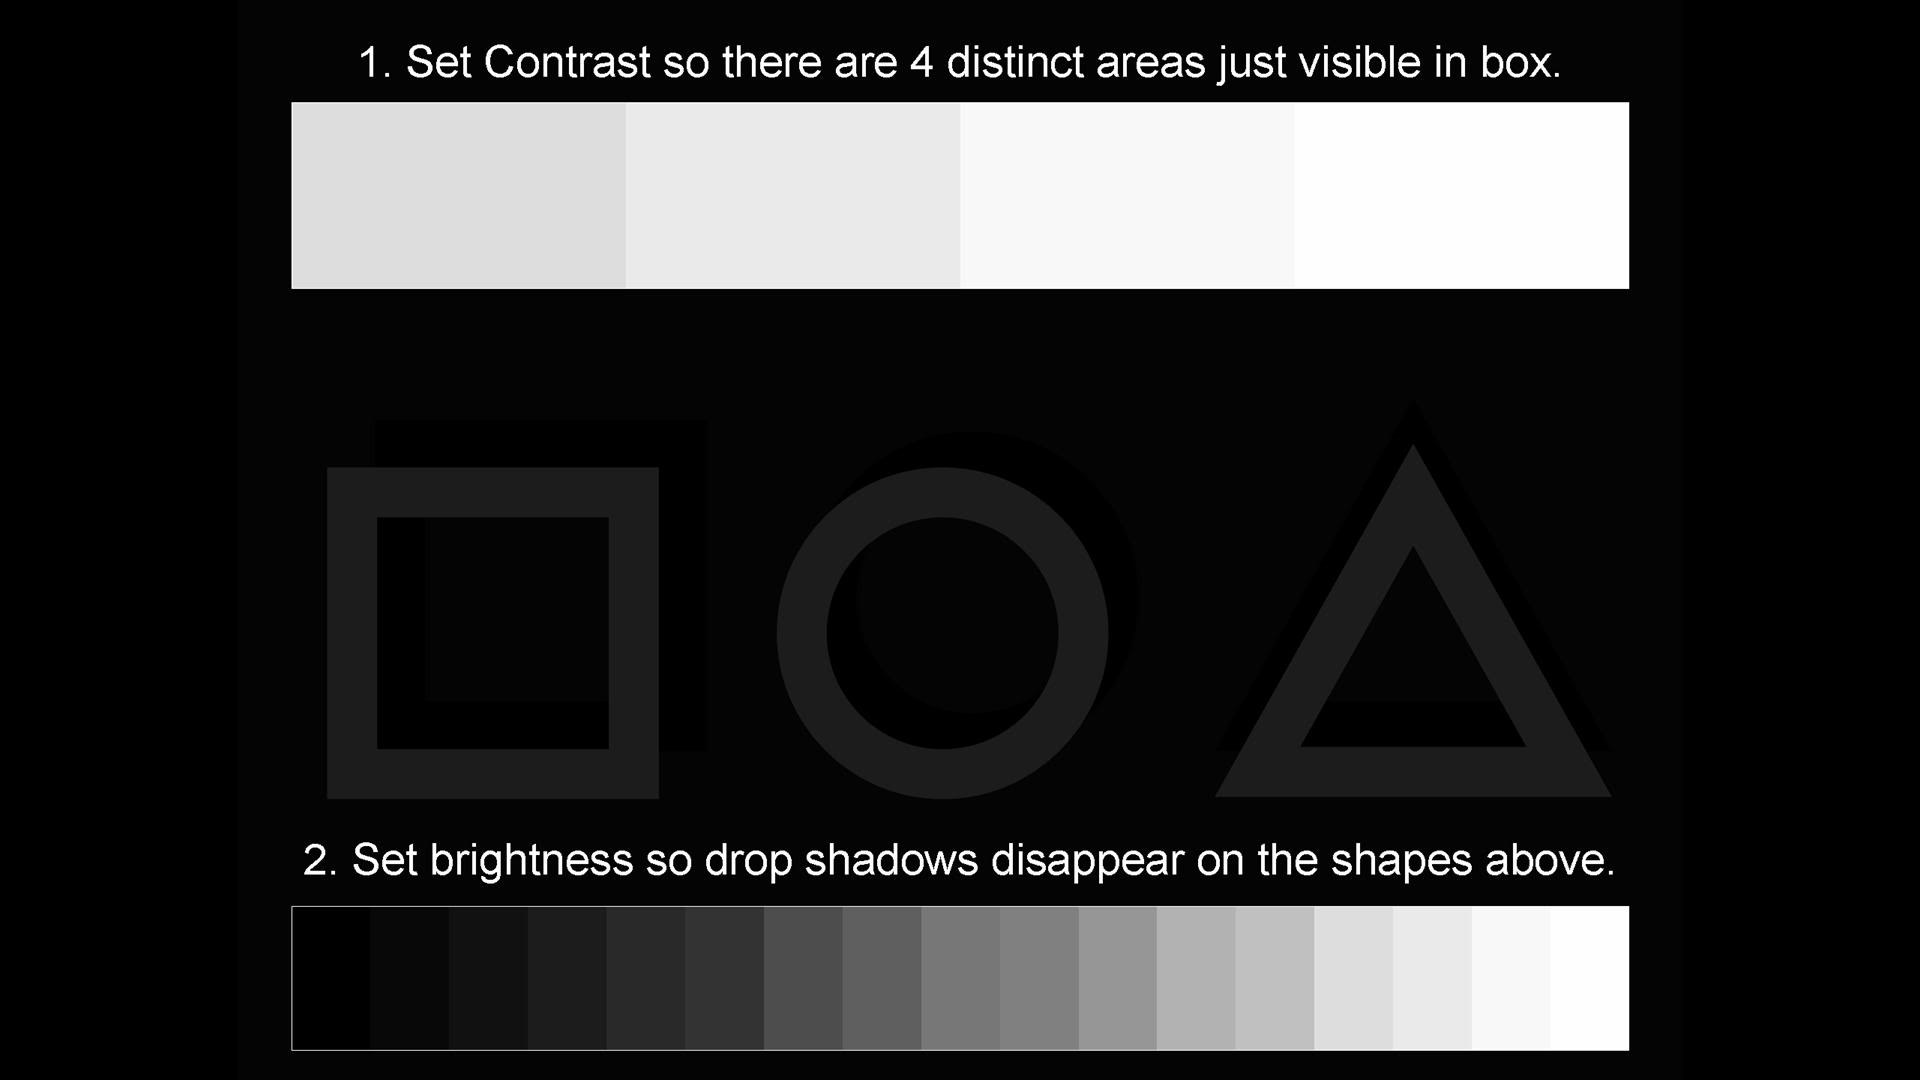 1. Set Contrast so there are 4 distinct areas just visible in box.
2. Set brightness so drop shadows disappear on the shapes above.